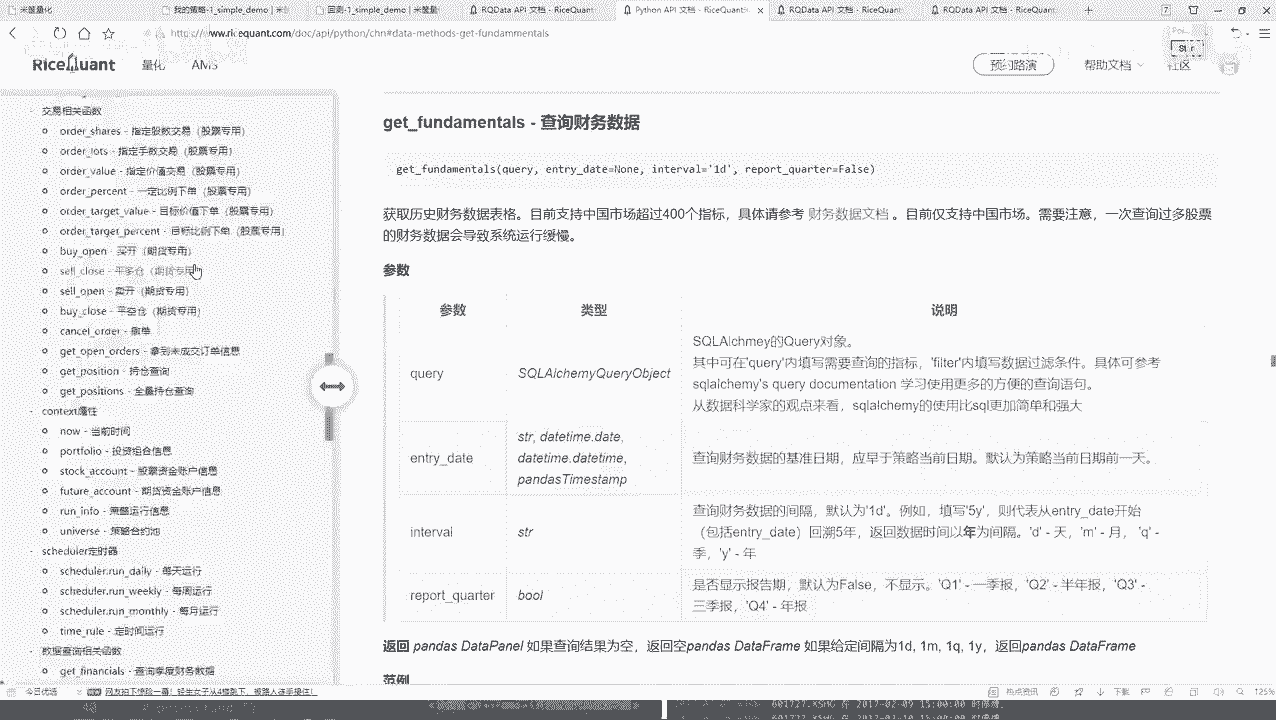 米筐量化
我的策略-1_simple_demo | 米
回测-1_simple_demo | 米筐量
RQData API 文档 - RiceQuant
Python API 文档 - RiceQuant
RQData API 文档 - RiceQuant
RQData API 文档 - RiceQuant
www.ricequant.com/doc/api/python/chn#data-methods-get-fundammentals
RiceQuant 量化 AMS 预约路演 帮助文档 社区
交易相关函数
order_shares - 指定股数交易（股票专用）
order_lots - 指定手数交易（股票专用）
order_value - 指定价值交易（股票专用）
order_percent - 一定比例下单（股票专用）
order_target_value - 目标价值下单（股票专用）
order_target_percent - 目标比例下单（股票专用）
buy_open - 买开（期货专用）
sell_close - 平多仓（期货专用）
sell_open - 卖开（期货专用）
buy_close - 平空仓（期货专用）
cancel_order - 撤单
get_open_orders - 拿到未成交订单信息
get_position - 持仓查询
get_positions - 全量持仓查询
context属性
now - 当前时间
portfolio - 投资组合信息
stock_account - 股票资金账户信息
future_account - 期货资金账户信息
run_info - 策略运行信息
universe - 策略合约池
scheduler定时器
scheduler.run_daily - 每天运行
scheduler.run_weekly - 每周运行
scheduler.run_monthly - 每月运行
time_rule - 定时间运行
数据查询相关函数
get_financials - 查询季度财务数据
get_fundamentals - 查询财务数据
get_fundamentals(query, entry_date=None, interval='1d', report_quarter=False)
获取历史财务数据表格。目前支持中国市场超过400个指标，具体请参考 财务数据文档 。目前仅支持中国市场。需要注意，一次查询过多股票
的财务数据会导致系统运行缓慢。
参数
参数 类型 说明
query SQLAlchemyQueryObject
SQLAlchmey的Query对象。
其中可在'query'内填写需要查询的指标，'filter'内填写数据过滤条件。具体可参考
sqlalchemy's query documentation 学习使用更多的方便的查询语句。
从数据科学家的观点来看，sqlalchemy的使用比sql更加简单和强大
entry_date
str, datetime.date,
datetime.datetime,
pandasTimestamp
查询财务数据的基准日期，应早于策略当前日期。默认为策略当前日期前一天。
interval str
查询财务数据的间隔，默认为'1d'。例如，填写'5y'，则代表从entry_date开始
（包括entry_date）回溯5年，返回数据时间以年为间隔。'd' - 天，'m' - 月， 'q' -
季，'y' - 年
report_quarter bool
是否显示报告期，默认为False，不显示。'Q1' - 一季报，'Q2' - 半年报，'Q3' -
三季报，'Q4' - 年报
返回 pandas DataPanel 如果查询结果为空，返回空pandas DataFrame 如果给定间隔为1d, 1m, 1q, 1y，返回pandas DataFrame
范例
今日优选
热点资讯
下载
125%